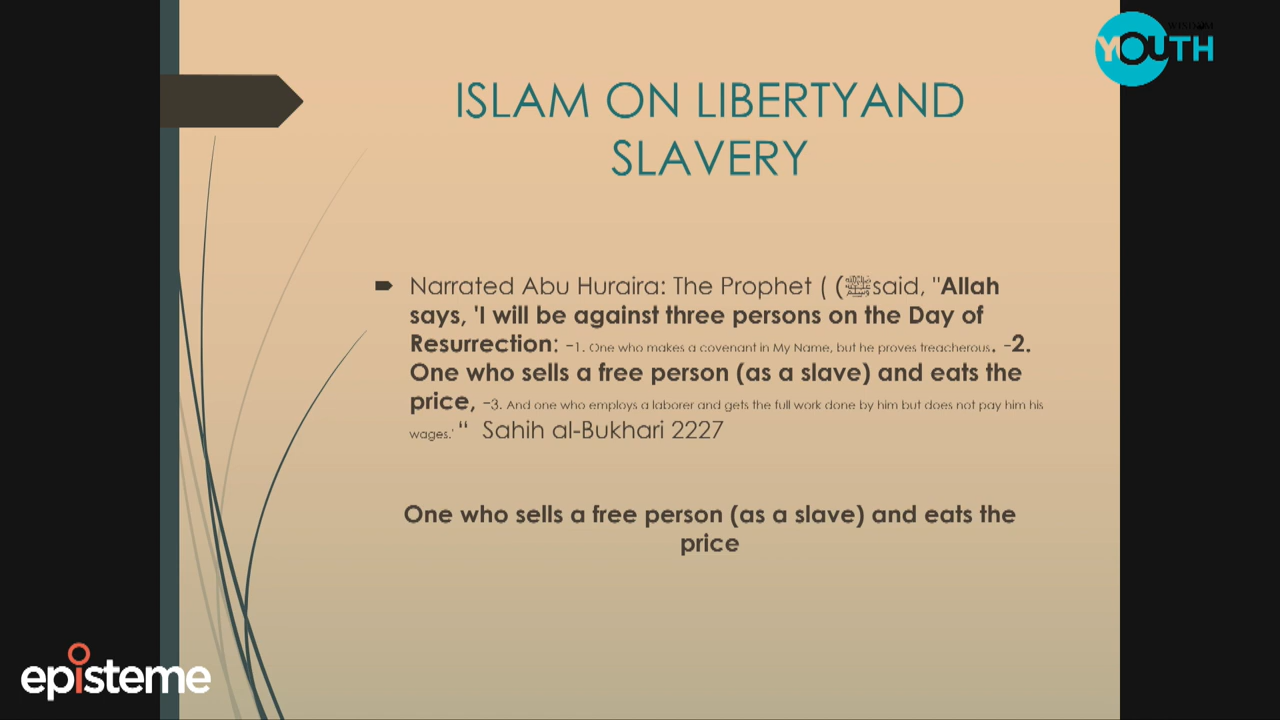 WISDOM
YOUTH
ISLAM ON LIBERTYAND
SLAVERY
Narrated Abu Huraira: The Prophet ( (ﷺsaid, "Allah
says, 'I will be against three persons on the Day of
Resurrection: -1. One who makes a covenant in My Name, but he proves treacherous. -2.
One who sells a free person (as a slave) and eats the
price, -3. And one who employs a laborer and gets the full work done by him but does not pay him his
wages.' “ Sahih al-Bukhari 2227
One who sells a free person (as a slave) and eats the
price
episteme